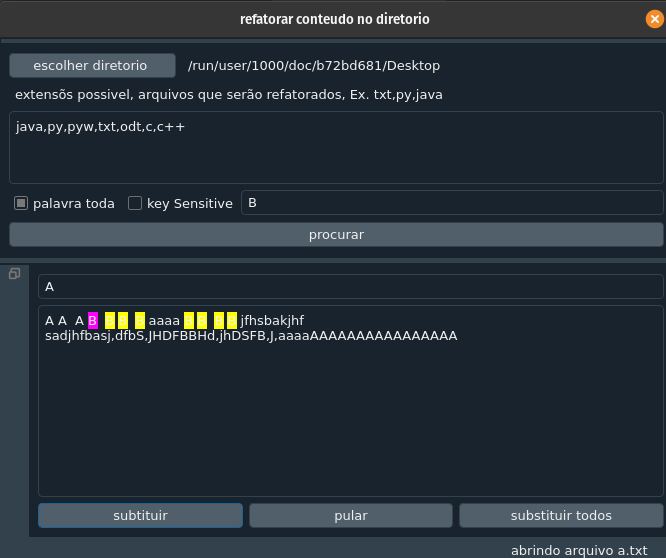 refatorar conteudo no diretorio
escolher diretorio /run/user/1000/doc/b72bd681/Desktop
extensõs possivel, arquivos que serão refatorados, Ex. txt,py,java
java,py,pyw,txt,odt,c,c++
palavra toda key Sensitive B
procurar
A
A A A B B B B aaaa B B B B jfhsbakjhf
sadjhfbasj,dfbS,JHDFBBHd,jhDSFB,J,aaaaAAAAAAAAAAAAAAAA
subtituir pular substituir todos
abrindo arquivo a.txt